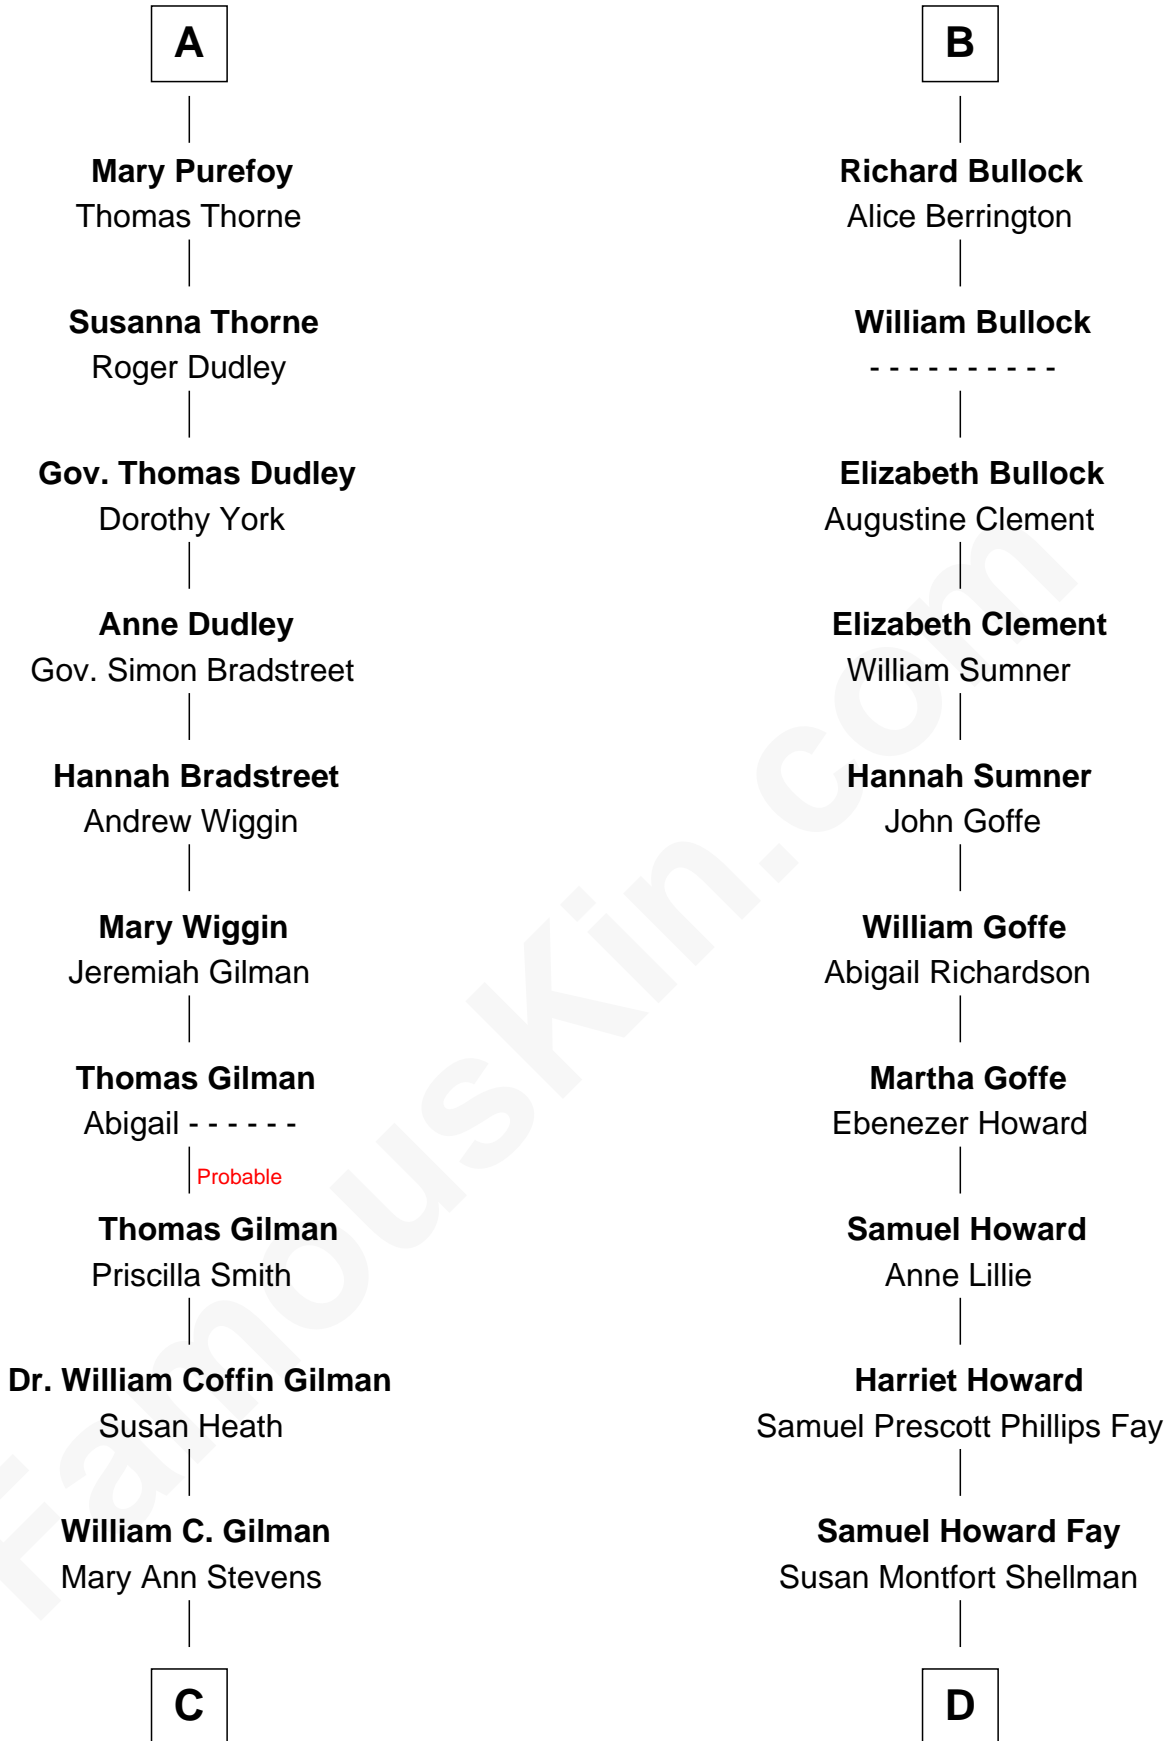 A
Mary Purefoy
Thomas Thorne
Susanna Thorne
Roger Dudley
Gov. Thomas Dudley
Dorothy York
Anne Dudley
Gov. Simon Bradstreet
Hannah Bradstreet
Andrew Wiggin
Mary Wiggin
Jeremiah Gilman
Thomas Gilman
Abigail - - - - - -
Probable
Thomas Gilman
Priscilla Smith
Dr. William Coffin Gilman
Susan Heath
William C. Gilman
Mary Ann Stevens
C
B
Richard Bullock
Alice Berrington
William Bullock
- - - - - - - - - -
Elizabeth Bullock
Augustine Clement
Elizabeth Clement
William Sumner
Hannah Sumner
John Goffe
William Goffe
Abigail Richardson
Martha Goffe
Ebenezer Howard
Samuel Howard
Anne Lillie
Harriet Howard
Samuel Prescott Phillips Fay
Samuel Howard Fay
Susan Montfort Shellman
D
FamousKin.com